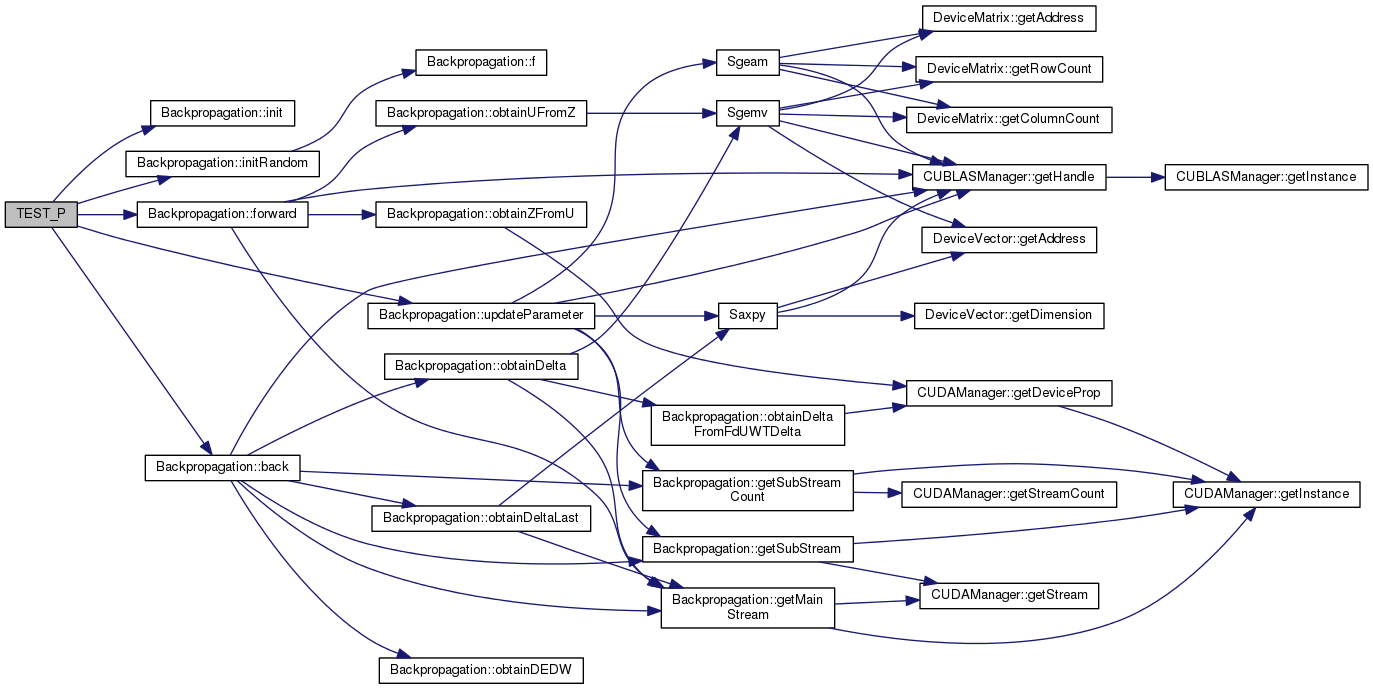 DeviceMatrix::getAddress
Backpropagation::f
Sgeam
DeviceMatrix::getRowCount
Backpropagation::init
Backpropagation::obtainUFromZ
Sgemv
DeviceMatrix::getColumnCount
Backpropagation::initRandom
CUBLASManager::getHandle
CUBLASManager::getInstance
TEST_P
Backpropagation::forward
Backpropagation::obtainZFromU
DeviceVector::getAddress
Backpropagation::updateParameter
Saxpy
DeviceVector::getDimension
Backpropagation::obtainDelta
CUDAManager::getDeviceProp
Backpropagation::obtainDelta
FromFdUWTDelta
Backpropagation::back
Backpropagation::getSubStream
Count
CUDAManager::getStreamCount
CUDAManager::getInstance
Backpropagation::obtainDeltaLast
Backpropagation::getSubStream
CUDAManager::getStream
Backpropagation::getMain
Stream
Backpropagation::obtainDEDW